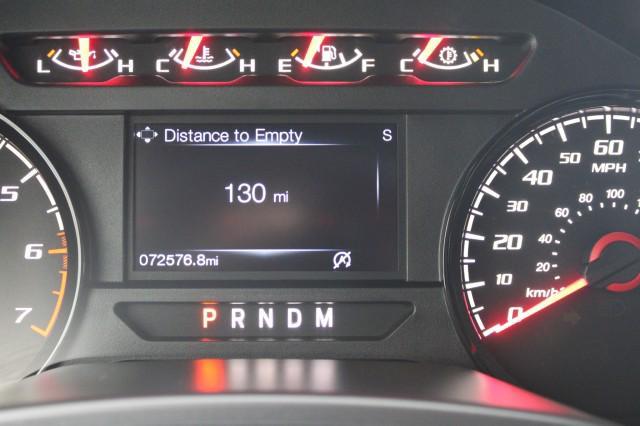 L H C H E F C H
Distance to Empty S
130 mi
072576.8mi
P R N D M
5
6
7
0 10 20 30 40 50 60
MPH
20 40 60 80 100
km/h